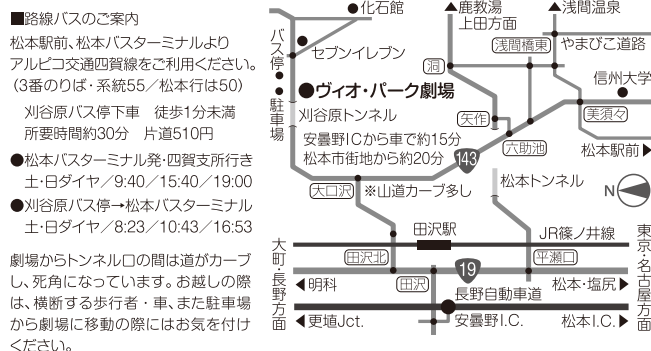 ■路線バスのご案内
松本駅前、松本バスターミナルより
アルピコ交通四賀線をご利用ください。
（3番のりば・系統55／松本行は50）
刈谷原バス停下車　徒歩1分未満
所要時間約30分　片道510円
●松本バスターミナル発・四賀支所行き
土・日ダイヤ／9:40／15:40／19:00
●刈谷原バス停→松本バスターミナル
土・日ダイヤ／8:23／10:43／16:53
劇場からトンネル口の間は道がカーブ
し、死角になっています。お越しの際
は、横断する歩行者・車、また駐車場
から劇場に移動の際にはお気を付け
ください。
●化石館
▲鹿教湯
上田方面
▲浅間温泉
バス停●
●セブンイレブン
浅間橋東
やまびこ道路
洞
信州大学
●駐車場
●ヴィオ・パーク劇場
刈谷原トンネル
矢作
美須々
安曇野ICから車で約15分
松本市街地から約20分
143
六助池
松本駅前▶
大口沢
※山道カーブ多し
松本トンネル
N
田沢駅
JR篠ノ井線
大町・長野方面
東京・名古屋方面
田沢北
19
平瀬口
◀明科
田沢
長野自動車道
松本・塩尻▶
◀更埴Jct.
安曇野I.C.
松本I.C.▶